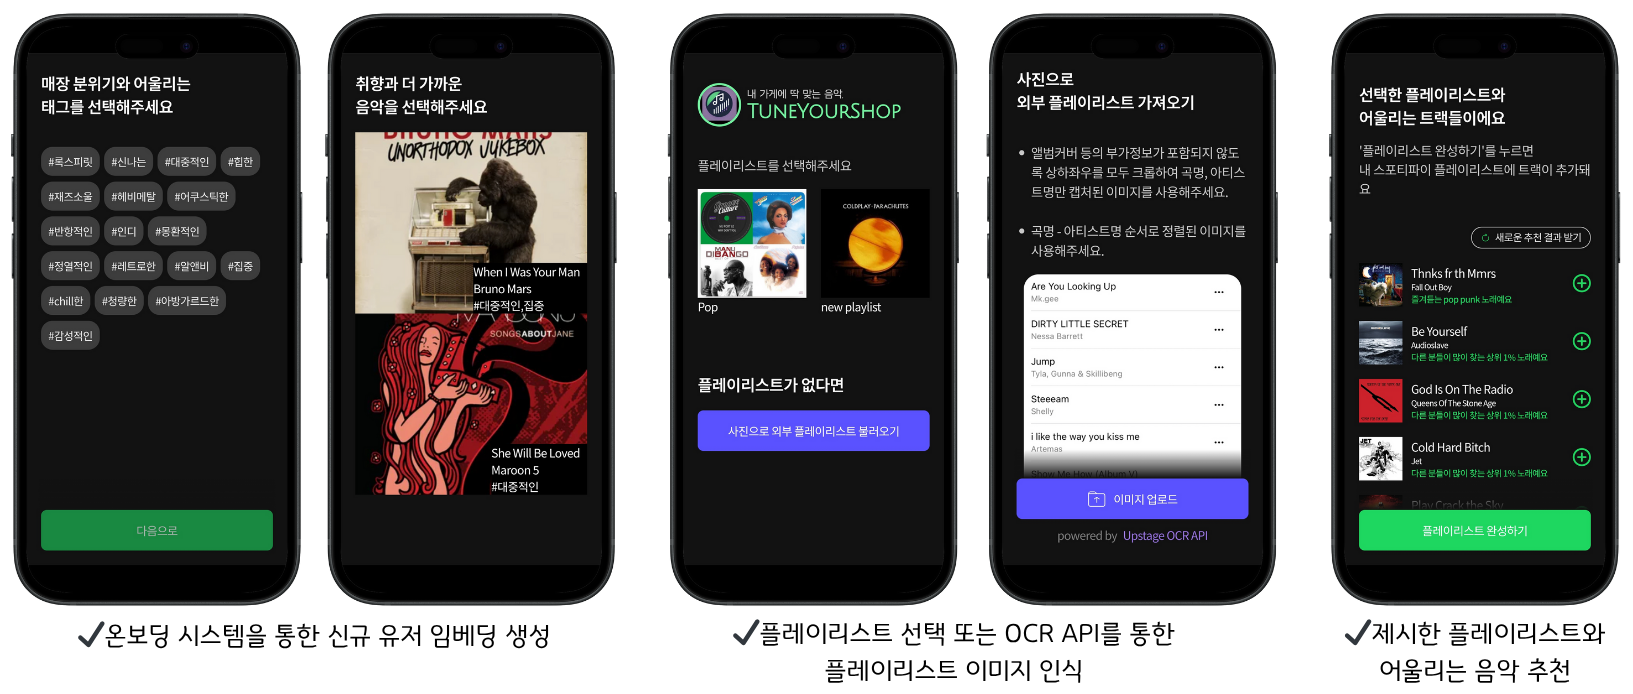 매장 분위기와 어울리는
태그를 선택해주세요
#록스피릿 #신나는 #대중적인 #힙한
#재즈소울 #헤비메탈 #어쿠스틱한
#반항적인 #인디 #몽환적인
#정열적인 #레트로한 #알앤비 #집중
#chill한 #청량한 #아방가르드한
#감성적인
다음으로
취향과 더 가까운
음악을 선택해주세요
BRUNO MARS
UNORTHODOX JUKEBOX
When I Was Your Man
Bruno Mars
#대중적인,집중
SONGSABOUTJANE
She Will Be Loved
Maroon 5
#대중적인
✔온보딩 시스템을 통한 신규 유저 임베딩 생성
내 가게에 딱 맞는 음악.
TUNEYOURSHOP
플레이리스트를 선택해주세요
MANU
DIBANGO
COLDPLAY·PARACHUTES
Pop
new playlist
플레이리스트가 없다면
사진으로 외부 플레이리스트 불러오기
사진으로
외부 플레이리스트 가져오기
• 앨범커버 등의 부가정보가 포함되지 않도
록 상하좌우를 모두 크롭하여 곡명, 아티스
트명만 캡처된 이미지를 사용해주세요.
• 곡명 - 아티스트명 순서로 정렬된 이미지를
사용해주세요.
Are You Looking Up
Mk.gee
DIRTY LITTLE SECRET
Nessa Barrett
Jump
Tyla, Gunna & Skillibeng
Steeeam
Shelly
i like the way you kiss me
Artemas
Show Me How (Album V)
이미지 업로드
powered by Upstage OCR API
✔플레이리스트 선택 또는 OCR API를 통한
플레이리스트 이미지 인식
선택한 플레이리스트와
어울리는 트랙들이에요
'플레이리스트 완성하기'를 누르면
내 스포티파이 플레이리스트에 트랙이 추가돼
요
새로운 추천 결과 받기
Thnks fr th Mmrs
Fall Out Boy
즐겨듣는 pop punk 노래예요
Be Yourself
Audioslave
다른 분들이 많이 찾는 상위 1% 노래예요
God Is On The Radio
Queens Of The Stone Age
다른 분들이 많이 찾는 상위 1% 노래예요
JET
Cold Hard Bitch
Jet
다른 분들이 많이 찾는 상위 1% 노래예요
Play Crack the Sky
플레이리스트 완성하기
✔제시한 플레이리스트와
어울리는 음악 추천